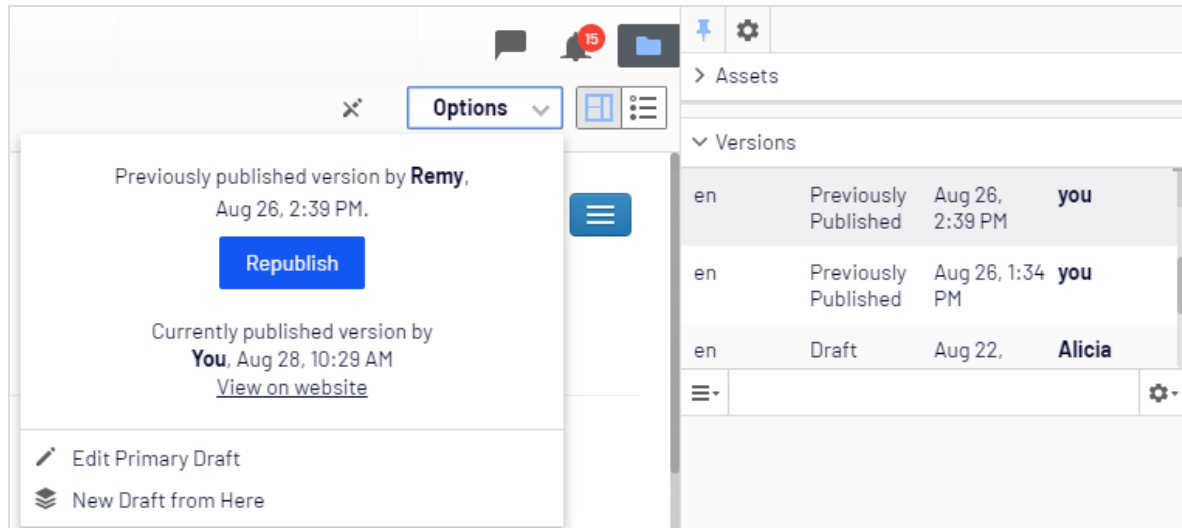 15
Options
Previously published version by Remy,
Aug 26, 2:39 PM.
Republish
Currently published version by
You, Aug 28, 10:29 AM
View on website
Edit Primary Draft
New Draft from Here
Assets
Versions
en Previously Published Aug 26, 2:39 PM you
en Previously Published Aug 26, 1:34 PM you
en Draft Aug 22, Alicia